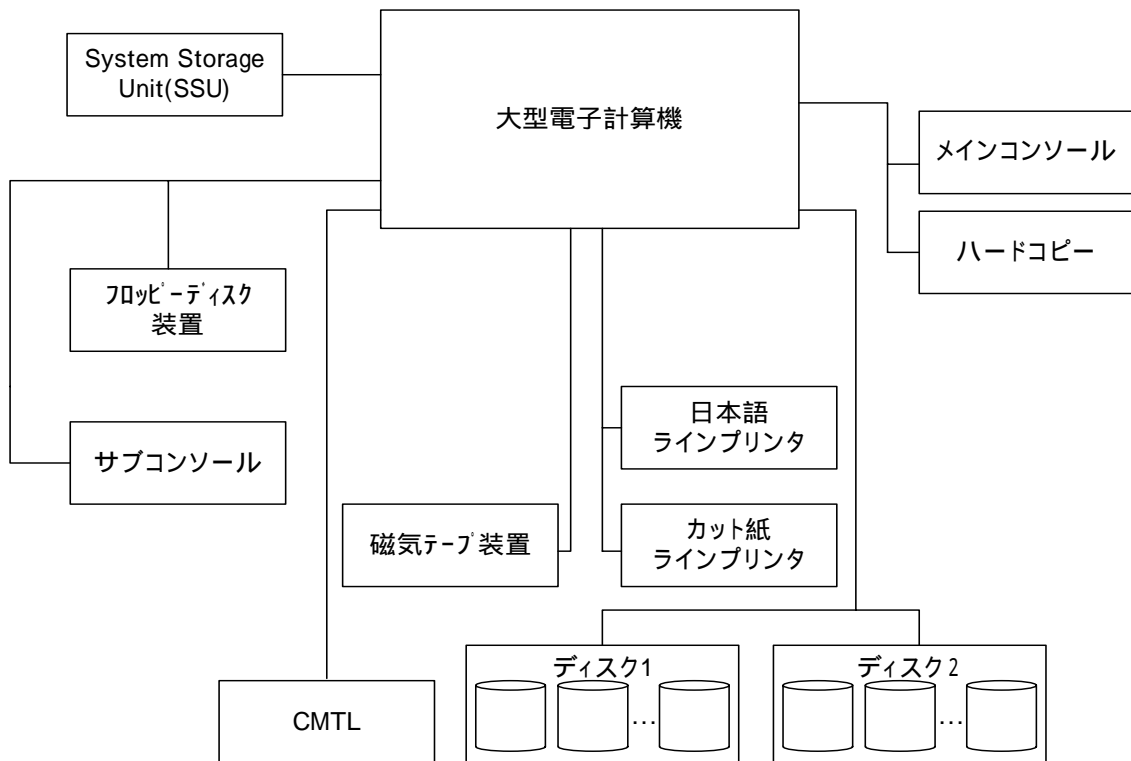 System Storage
Unit(SSU)
大型電子計算機
メインコンソール
ハードコピー
ﾌﾛｯﾋﾟｰﾃﾞｨｽｸ
装置
サブコンソール
日本語
ラインプリンタ
磁気ﾃｰﾌﾟ装置
カット紙
ラインプリンタ
ディスク1
…
ディスク2
…
CMTL